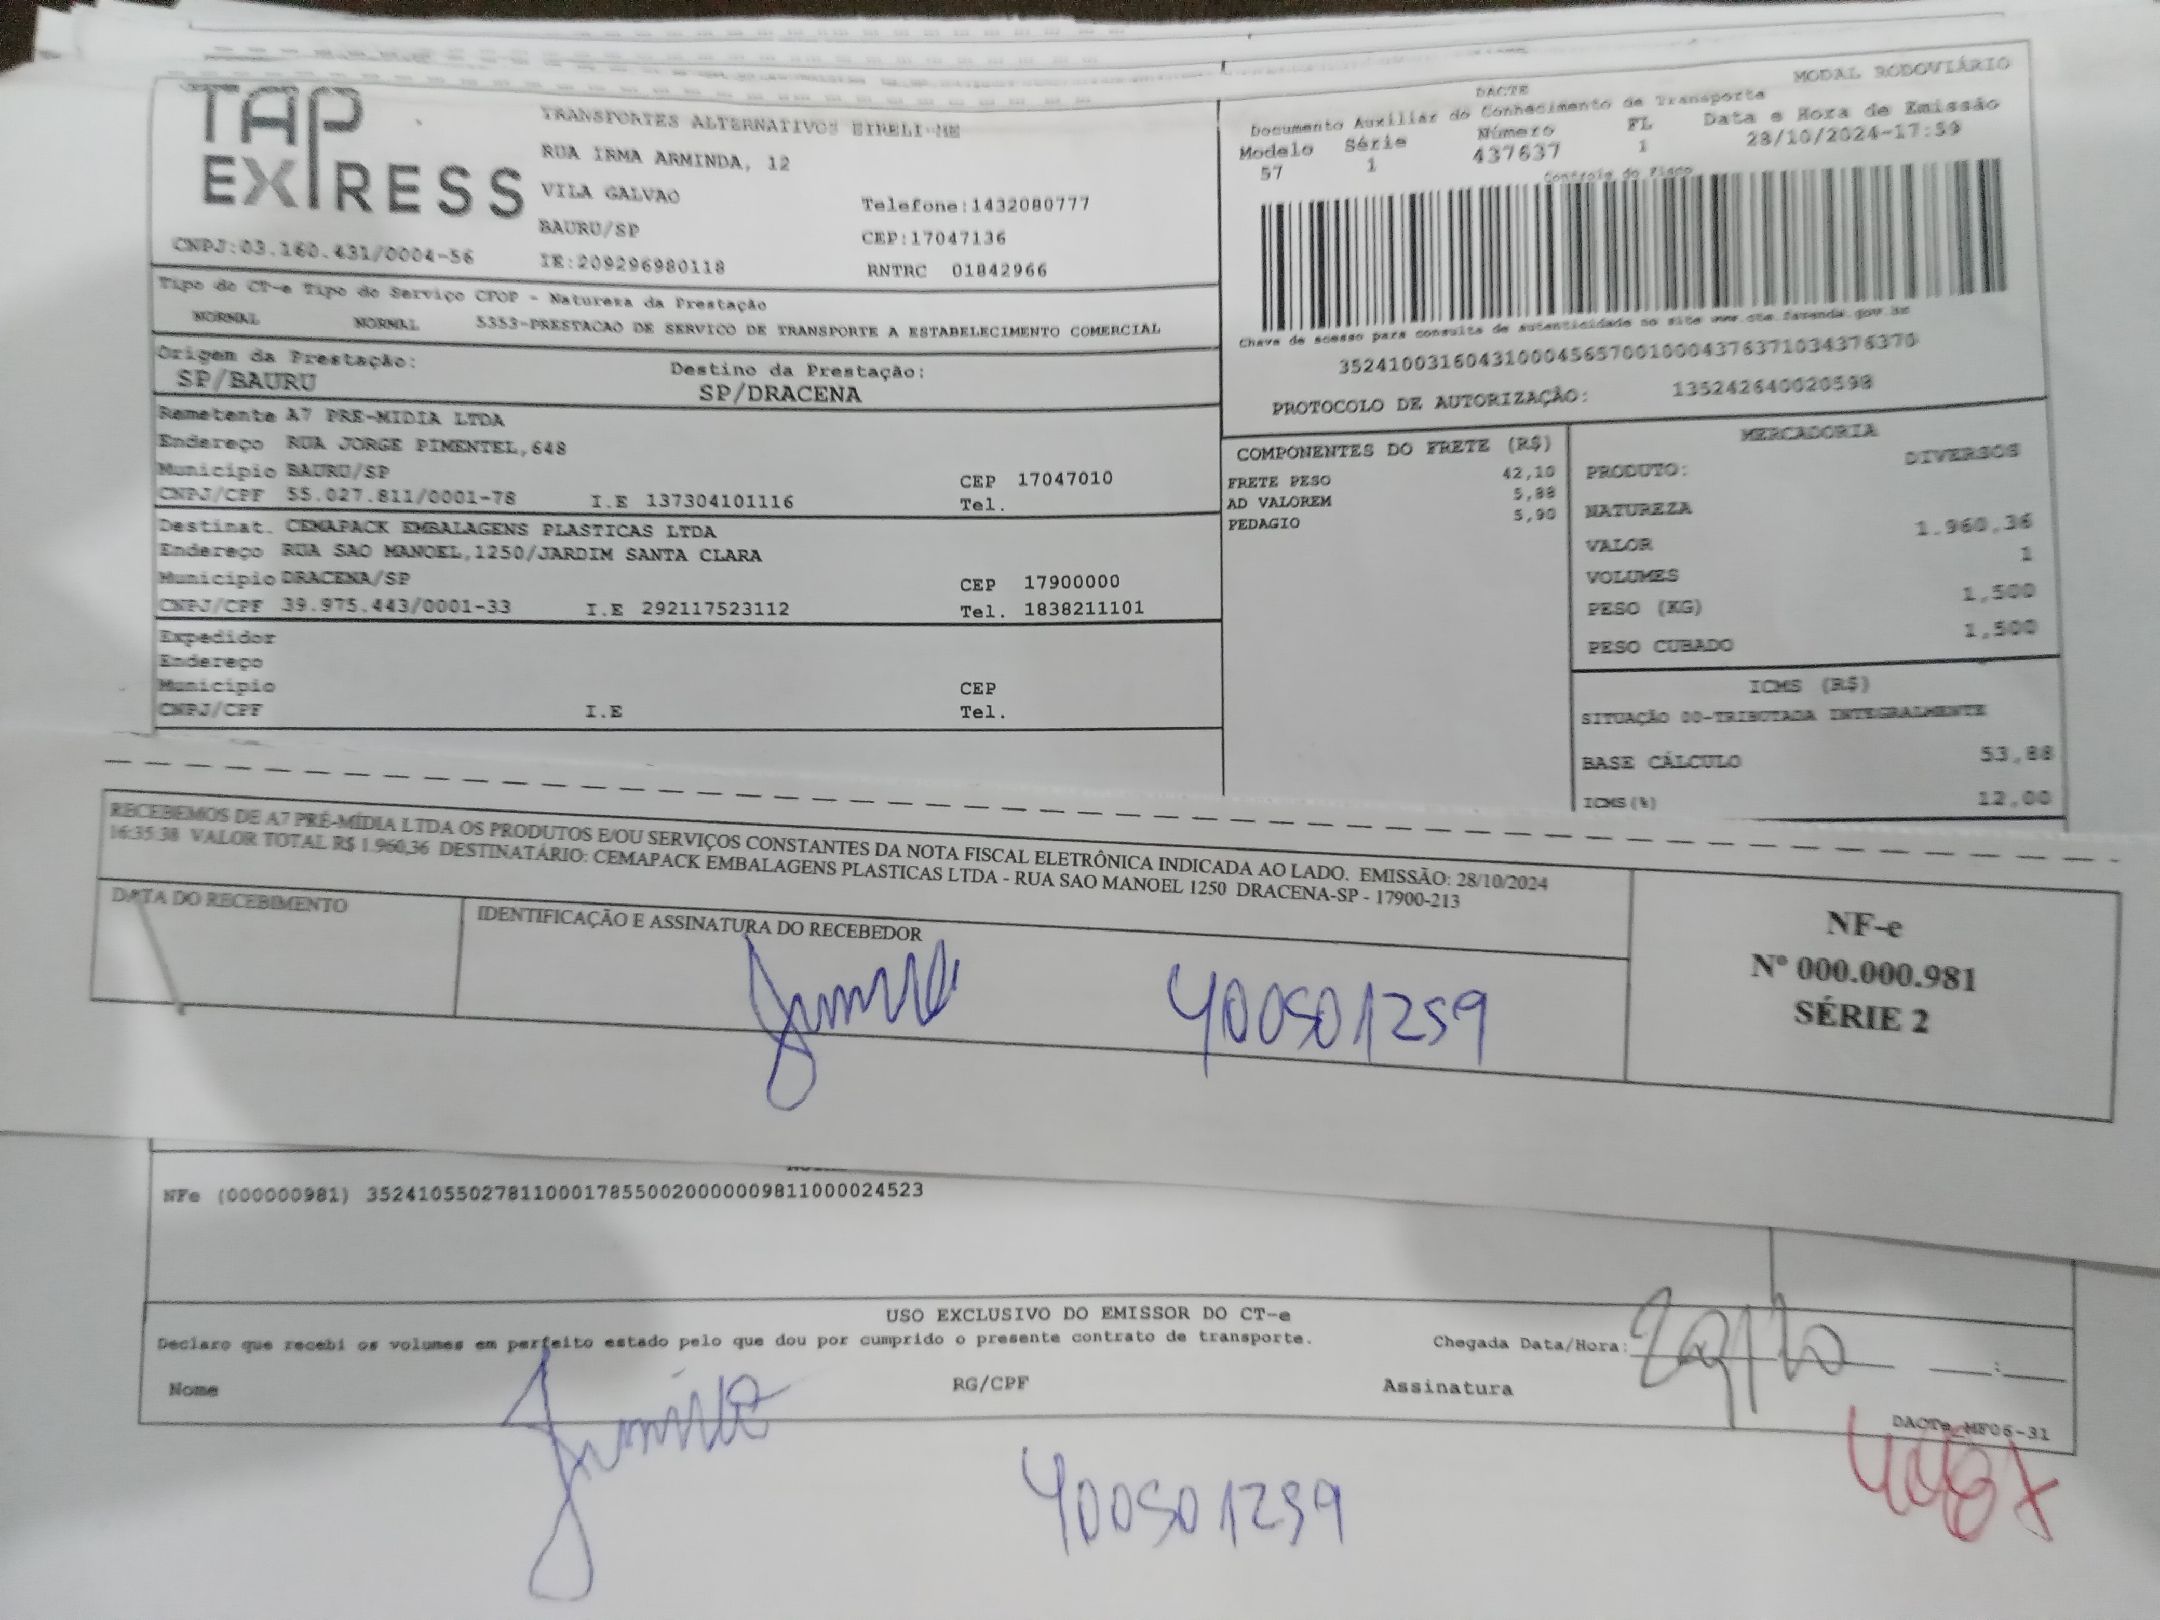 TAP EXPRESS
CNPJ:03.160.431/0004-56
TRANSPORTES ALTERNATIVOS EIRELI-ME
RUA IRMA ARMINDA, 12
VILA GALVAO
BAURU/SP
IE:209296980118
Telefone:1432080777
CEP:17047136
RNTRC 01842966
DACTE
MODAL RODOVIÁRIO
Documento Auxiliar do Conhecimento de Transporte
Modelo Série Número FL Data e Hora de Emissão
57 1 437637 1 28/10/2024-17:59
Controle do Fisco
Chave de acesso para consulta de autenticidade no site www.cte.fazenda.gov.br
35241003160431000456570010004376371034376370
PROTOCOLO DE AUTORIZAÇÃO: 135242640020598
Tipo do CT-e Tipo do Serviço CFOP - Natureza da Prestação
NORMAL NORMAL 5353-PRESTACAO DE SERVICO DE TRANSPORTE A ESTABELECIMENTO COMERCIAL
Origem da Prestação: Destino da Prestação:
SP/BAURU SP/DRACENA
Remetente A7 PRE-MIDIA LTDA
Endereço RUA JORGE PIMENTEL,648
Município BAURU/SP CEP 17047010
CNPJ/CPF 55.027.811/0001-78 I.E 137304101116 Tel.
Destinat. CEMAPACK EMBALAGENS PLASTICAS LTDA
Endereço RUA SAO MANOEL,1250/JARDIM SANTA CLARA
Município DRACENA/SP CEP 17900000
CNPJ/CPF 39.975.443/0001-33 I.E 292117523112 Tel. 1838211101
Expedidor
Endereço
Município CEP
CNPJ/CPF I.E Tel.
COMPONENTES DO FRETE (R$)
FRETE PESO 42,10
AD VALOREM 5,88
PEDAGIO 5,90
MERCADORIA
PRODUTO: DIVERSOS
NATUREZA
VALOR 1.960,36
VOLUMES 1
PESO (KG) 1,500
PESO CUBADO 1,500
ICMS (R$)
SITUAÇÃO 00-TRIBUTADA INTEGRALMENTE
BASE CÁLCULO 53,88
ICMS(%) 12,00
RECEBEMOS DE A7 PRÉ-MÍDIA LTDA OS PRODUTOS E/OU SERVIÇOS CONSTANTES DA NOTA FISCAL ELETRÔNICA INDICADA AO LADO. EMISSÃO: 28/10/2024
16:35:38 VALOR TOTAL R$ 1.960,36 DESTINATÁRIO: CEMAPACK EMBALAGENS PLASTICAS LTDA - RUA SAO MANOEL 1250 DRACENA-SP - 17900-213
DATA DO RECEBIMENTO
IDENTIFICAÇÃO E ASSINATURA DO RECEBEDOR
400501259
NF-e
Nº 000.000.981
SÉRIE 2
NFe (000000981) 35241055027811000178550020000009811000024523
USO EXCLUSIVO DO EMISSOR DO CT-e
Declaro que recebi os volumes em perfeito estado pelo que dou por cumprido o presente contrato de transporte.
Chegada Data/Hora: 29/10
Nome RG/CPF Assinatura
DACTe_MF06-31
400501259